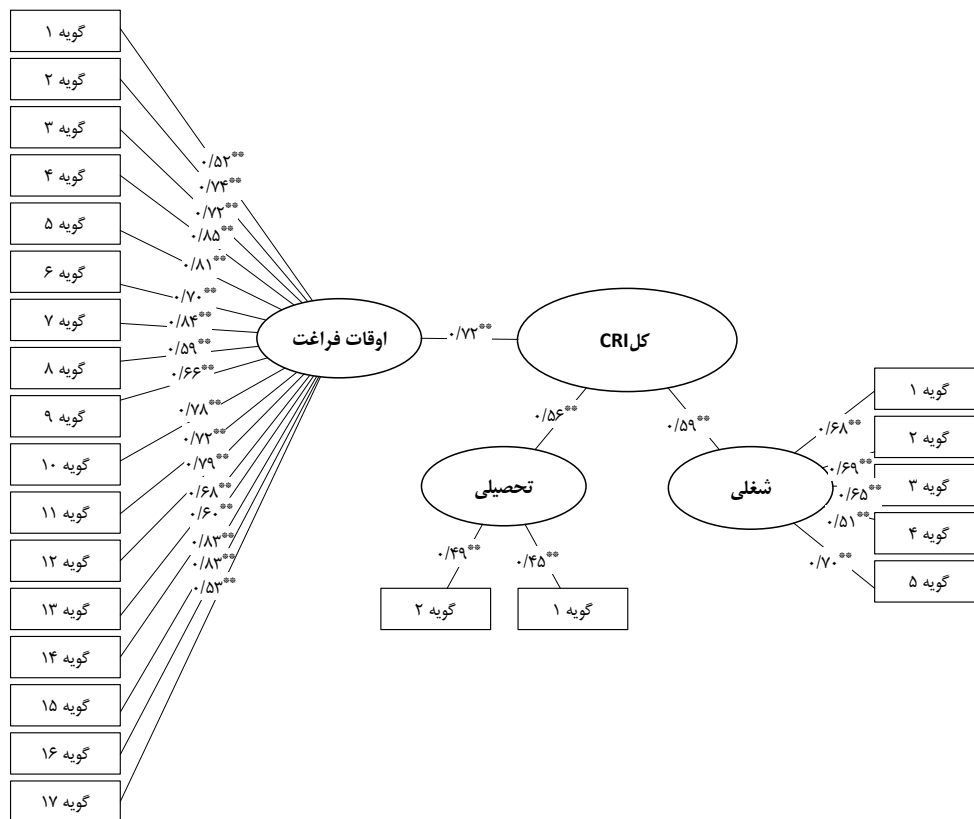 گویه ۱
گویه ۲
گویه ۳
گویه ۴
گویه ۵
گویه ۶
گویه ۷
گویه ۸
گویه ۹
گویه ۱۰
گویه ۱۱
گویه ۱۲
گویه ۱۳
گویه ۱۴
گویه ۱۵
گویه ۱۶
گویه ۱۷
۰/۵۲**
۰/۷۴**
۰/۷۲**
۰/۸۵**
۰/۸۱**
۰/۷۰**
۰/۸۴**
۰/۵۹**
۰/۶۶**
۰/۷۸**
۰/۷۲**
۰/۷۹**
۰/۶۸**
۰/۶۰**
۰/۸۳**
۰/۸۳**
۰/۵۳**
اوقات فراغت
۰/۷۲**
کلCRI
۰/۵۶**
۰/۵۹**
تحصیلی
شغلی
۰/۴۹**
۰/۴۵**
گویه ۲
گویه ۱
۰/۶۸**
۰/۶۹**
۰/۶۵**
۰/۵۱**
۰/۷۰**
گویه ۱
گویه ۲
گویه ۳
گویه ۴
گویه ۵